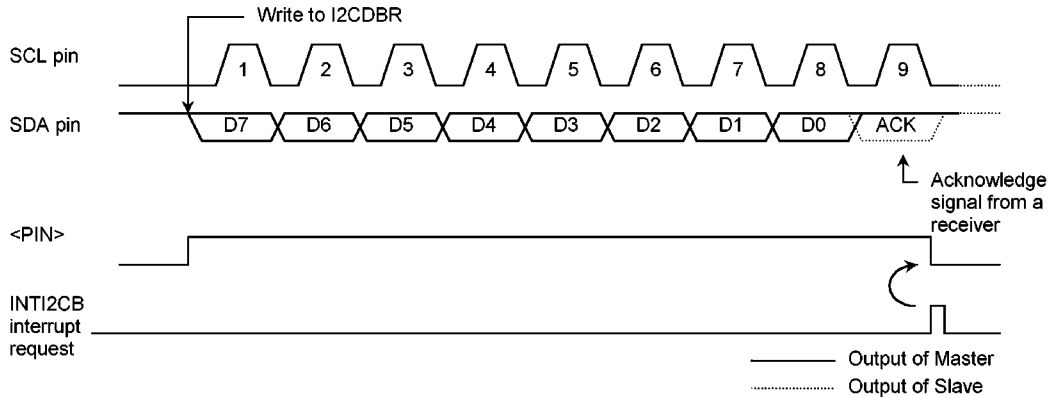 Write to I2CDBR
SCL pin
1 2 3 4 5 6 7 8 9
SDA pin
D7 D6 D5 D4 D3 D2 D1 D0 ACK
Acknowledge
signal from a
receiver
<PIN>
INTI2CB
interrupt
request
Output of Master
Output of Slave